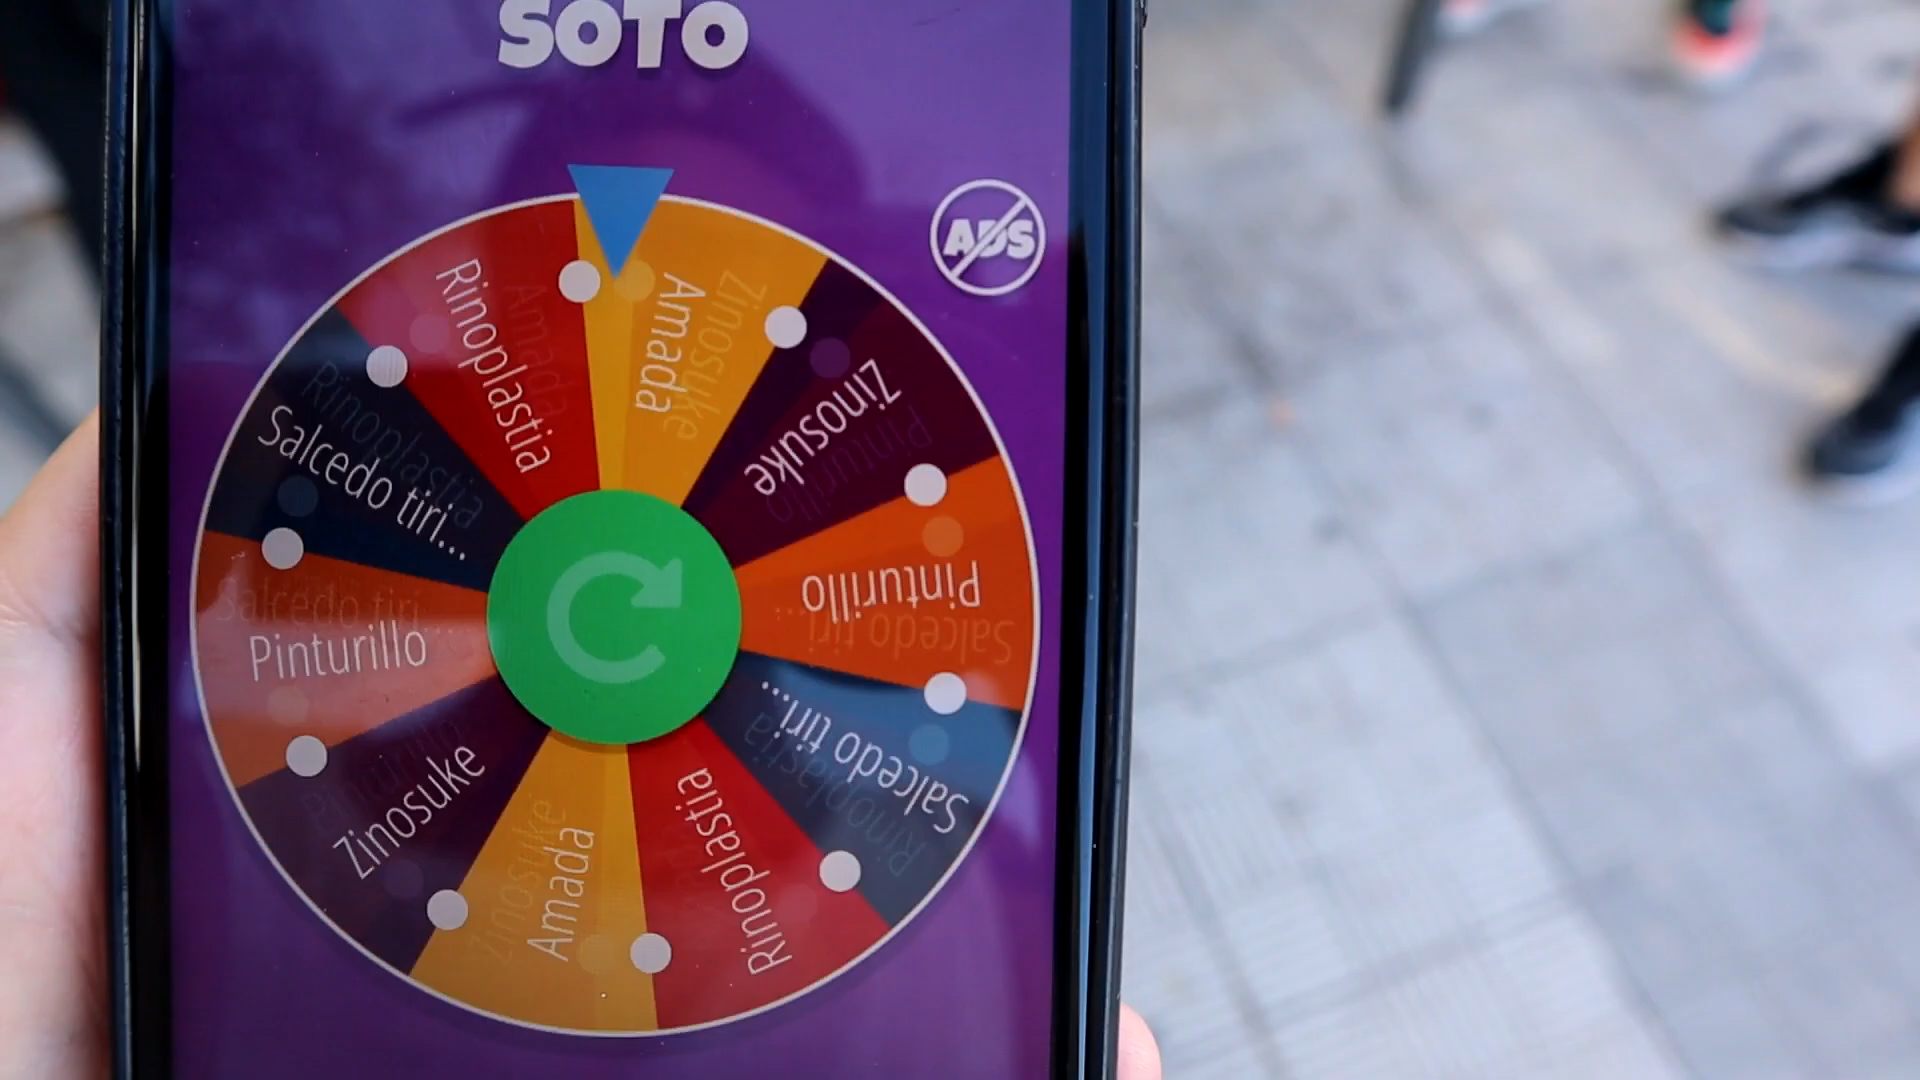 SOTO
ADS
Amada
Zinosuke
Pinturillo
Salcedo tiri...
Rinoplastia
Amada
Zinosuke
Pinturillo
Salcedo tiri...
Rinoplastia